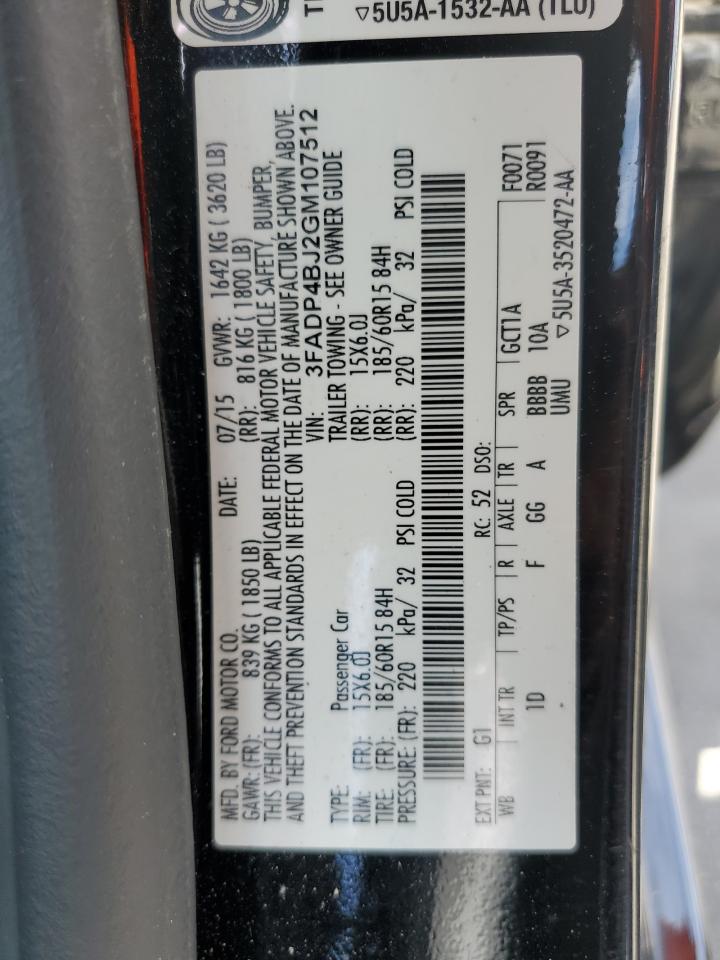 ▽5U5A-1532-AA (TLU)
MFD. BY FORD MOTOR CO. DATE: 07/15 GVWR: 1642 KG ( 3620 LB)
GAWR: (FR): 839 KG ( 1850 LB) (RR): 816 KG ( 1800 LB)
THIS VEHICLE CONFORMS TO ALL APPLICABLE FEDERAL MOTOR VEHICLE SAFETY, BUMPER,
AND THEFT PREVENTION STANDARDS IN EFFECT ON THE DATE OF MANUFACTURE SHOWN ABOVE.
VIN: 3FADP4BJ2GM107512
TYPE: Passenger Car TRAILER TOWING - SEE OWNER GUIDE
RIM: (FR): 15X6.0J (RR): 15X6.0J
TIRE: (FR): 185/60R15 84H (RR): 185/60R15 84H
PRESSURE: (FR): 220 kPa/ 32 PSI COLD (RR): 220 kPa/ 32 PSI COLD
EXT PNT: G1 RC: 52 DSO:
WB INT TR TP/PS R AXLE TR SPR GCT1A F0071
1D F GG A BBBB 10A R0091
UMU ▽5U5A-3520472-AA